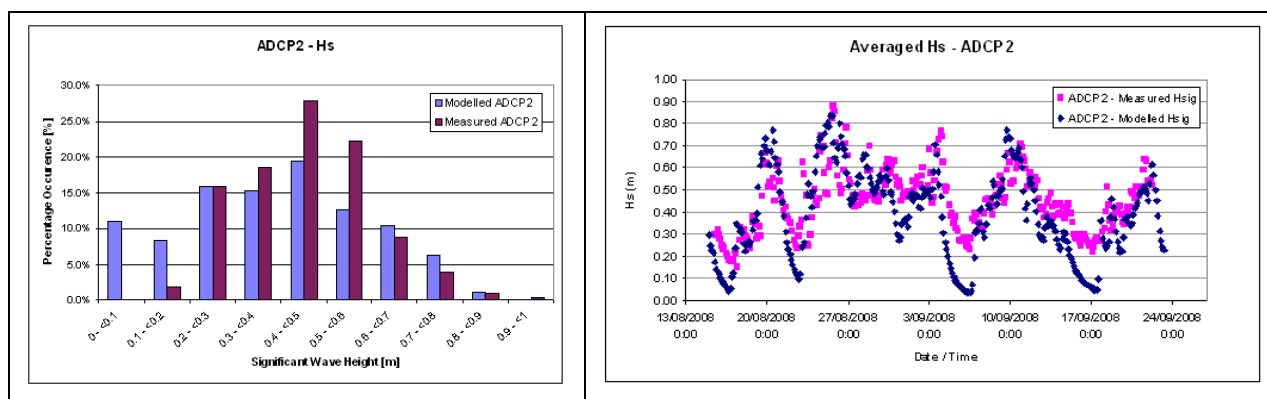 ADCP2 - Hs
Percentage Occurrence [%]
30.0%
25.0%
20.0%
15.0%
10.0%
5.0%
0.0%
Modelled ADCP2
Measured ADCP2
0 - <0.1
0.1 - <0.2
0.2 - <0.3
0.3 - <0.4
0.4 - <0.5
0.5 - <0.6
0.6 - <0.7
0.7 - <0.8
0.8 - <0.9
0.9 - <1
Significant Wave Height [m]
Averaged Hs - ADCP2
Hs (m)
1.00
0.90
0.80
0.70
0.60
0.50
0.40
0.30
0.20
0.10
0.00
ADCP2 - Measured Hsig
ADCP2 - Modelled Hsig
13/08/2008 20/08/2008 27/08/2008 3/09/2008 10/09/2008 17/09/2008 24/09/2008
0:00 0:00 0:00 0:00 0:00 0:00 0:00
Date / Time